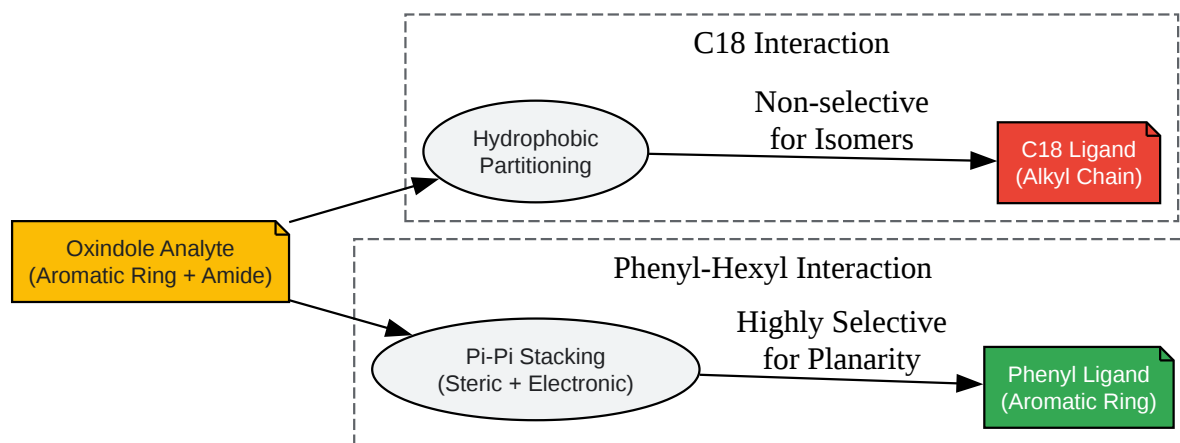 C18 Interaction
Hydrophobic
Partitioning
Non-selective
for Isomers
C18 Ligand
(Alkyl Chain)
Oxindole Analyte
(Aromatic Ring + Amide)
Phenyl-Hexyl Interaction
Pi-Pi Stacking
(Steric + Electronic)
Highly Selective
for Planarity
Phenyl Ligand
(Aromatic Ring)